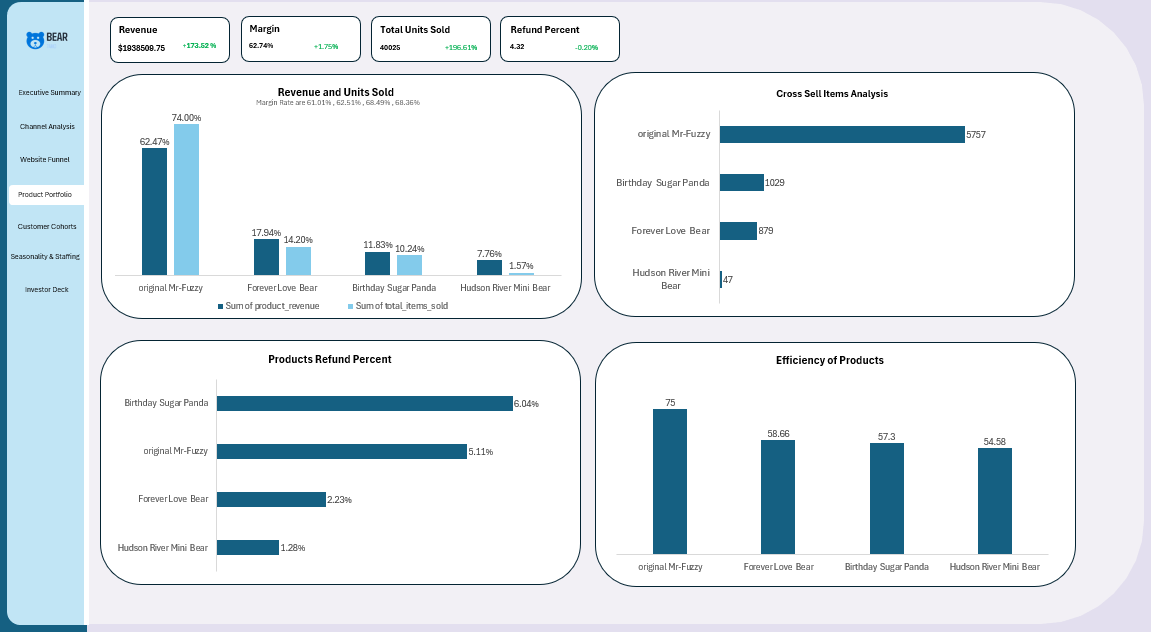 BEAR
Executive Summary
Channel Analysis
Website Funnel
Product Portfolio
Customer Cohorts
Seasonality & Staffing
Investor Deck
Revenue
$1938509.75 +173.52 %
Margin
62.74% +1.75%
Total Units Sold
40025 +196.61%
Refund Percent
4.32 -0.20%
Revenue and Units Sold
Margin Rate are 61.01% , 62.51% , 68.49% , 68.36%
62.47% 74.00%
17.94% 14.20%
11.83% 10.24%
7.76% 1.57%
original Mr-Fuzzy Forever Love Bear Birthday Sugar Panda Hudson River Mini Bear
Sum of product_revenue Sum of total_items_sold
Cross Sell Items Analysis
original Mr-Fuzzy 5757
Birthday Sugar Panda 1029
Forever Love Bear 879
Hudson River Mini
Bear 47
Products Refund Percent
Birthday Sugar Panda 6.04%
original Mr-Fuzzy 5.11%
Forever Love Bear 2.23%
Hudson River Mini Bear 1.28%
Efficiency of Products
75 58.66 57.3 54.58
original Mr-Fuzzy Forever Love Bear Birthday Sugar Panda Hudson River Mini Bear